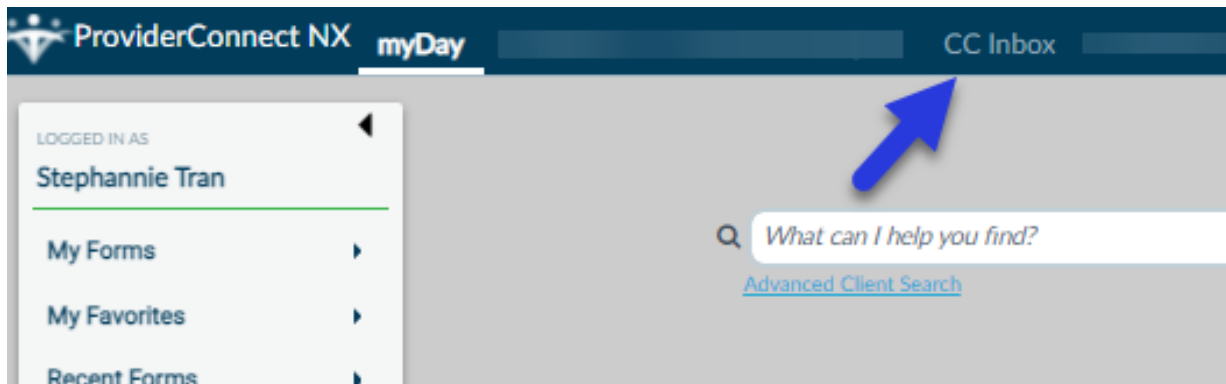 ProviderConnect NX myDay CC Inbox
LOGGED IN AS
Stephannie Tran
My Forms
What can I help you find?
Advanced Client Search
My Favorites
Recent Forms